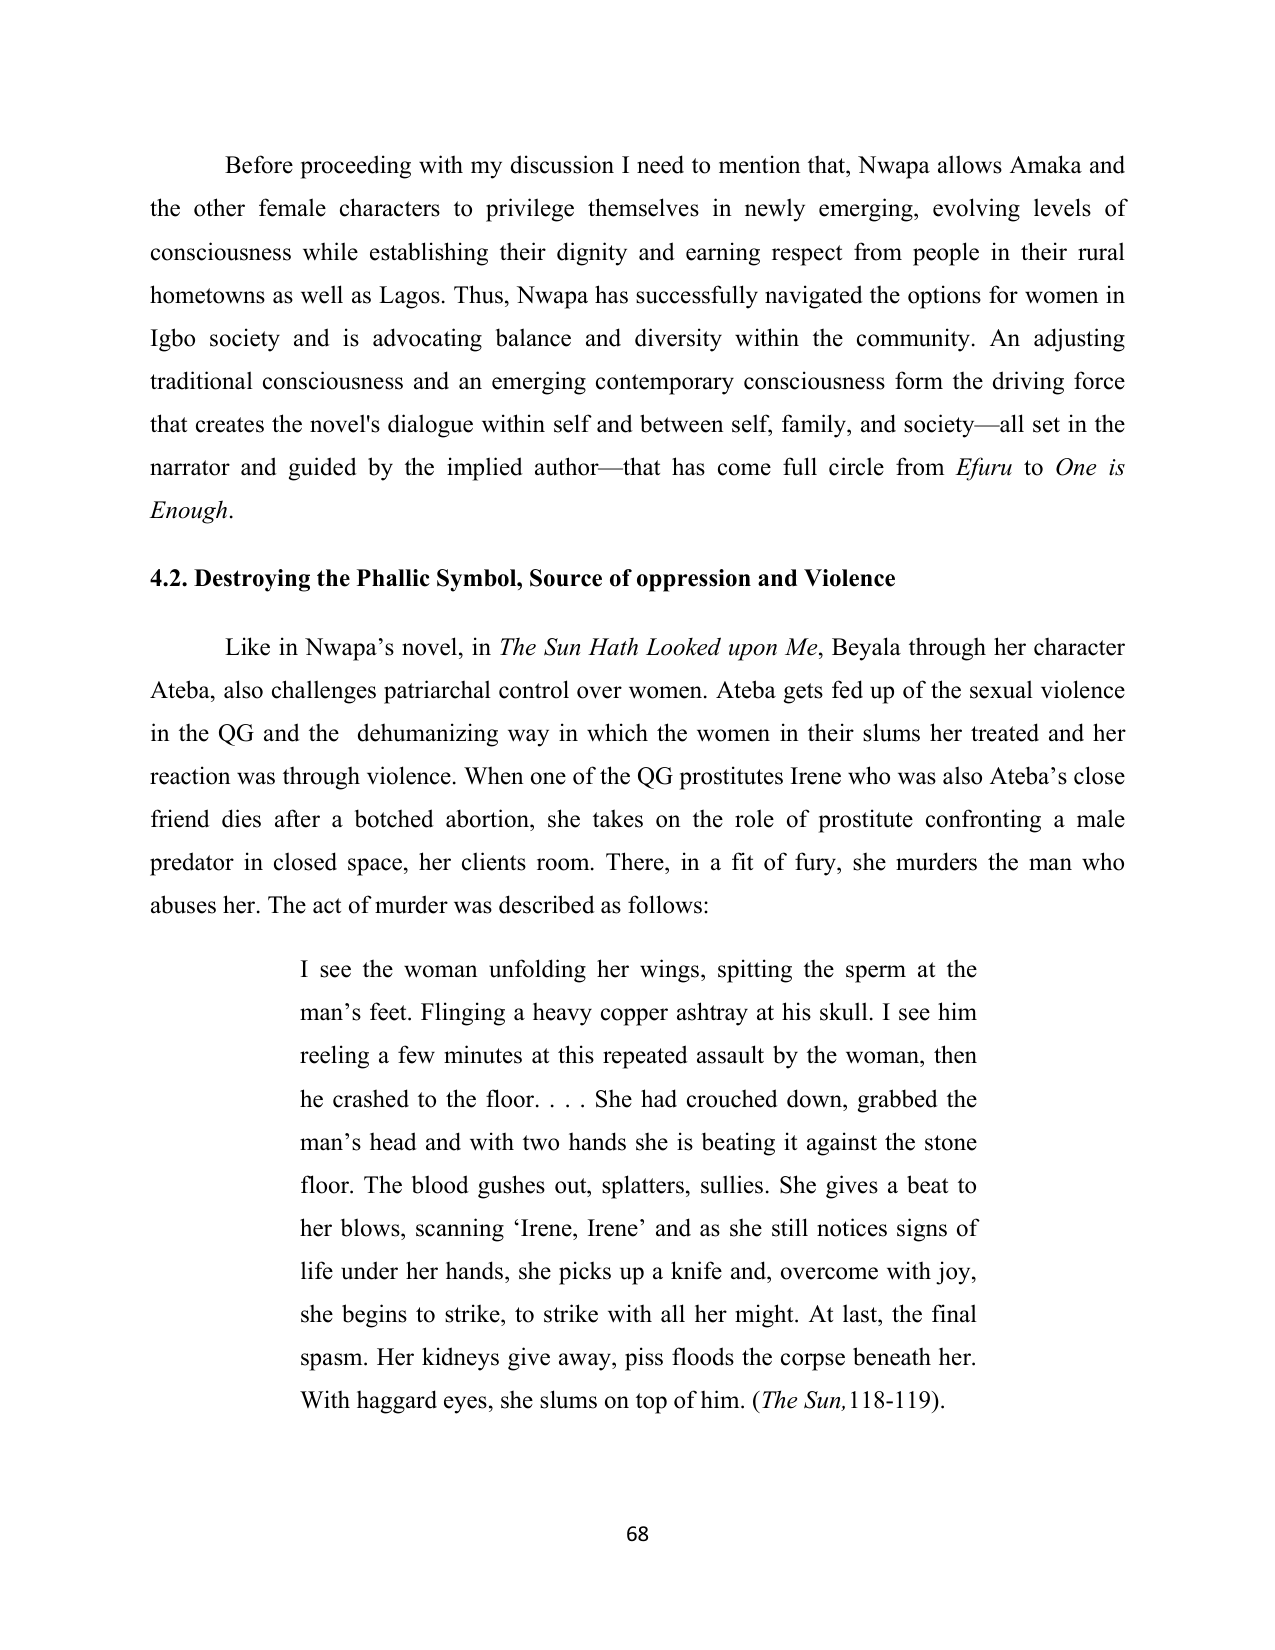 Before proceeding with my discussion I need to mention that, Nwapa allows Amaka and
the other female characters to privilege themselves in newly emerging, evolving levels of
consciousness while establishing their dignity and earning respect from people in their rural
hometowns as well as Lagos. Thus, Nwapa has successfully navigated the options for women in
Igbo society and is advocating balance and diversity within the community. An adjusting
traditional consciousness and an emerging contemporary consciousness form the driving force
that creates the novel's dialogue within self and between self, family, and society—all set in the
narrator and guided by the implied author—that has come full circle from Efuru to One is
Enough.
4.2. Destroying the Phallic Symbol, Source of oppression and Violence
Like in Nwapa’s novel, in The Sun Hath Looked upon Me, Beyala through her character
Ateba, also challenges patriarchal control over women. Ateba gets fed up of the sexual violence
in the QG and the  dehumanizing way in which the women in their slums her treated and her
reaction was through violence. When one of the QG prostitutes Irene who was also Ateba’s close
friend dies after a botched abortion, she takes on the role of prostitute confronting a male
predator in closed space, her clients room. There, in a fit of fury, she murders the man who
abuses her. The act of murder was described as follows:
I see the woman unfolding her wings, spitting the sperm at the
man’s feet. Flinging a heavy copper ashtray at his skull. I see him
reeling a few minutes at this repeated assault by the woman, then
he crashed to the floor. . . . She had crouched down, grabbed the
man’s head and with two hands she is beating it against the stone
floor. The blood gushes out, splatters, sullies. She gives a beat to
her blows, scanning ‘Irene, Irene’ and as she still notices signs of
life under her hands, she picks up a knife and, overcome with joy,
she begins to strike, to strike with all her might. At last, the final
spasm. Her kidneys give away, piss floods the corpse beneath her.
With haggard eyes, she slums on top of him. (The Sun,118-119).
68